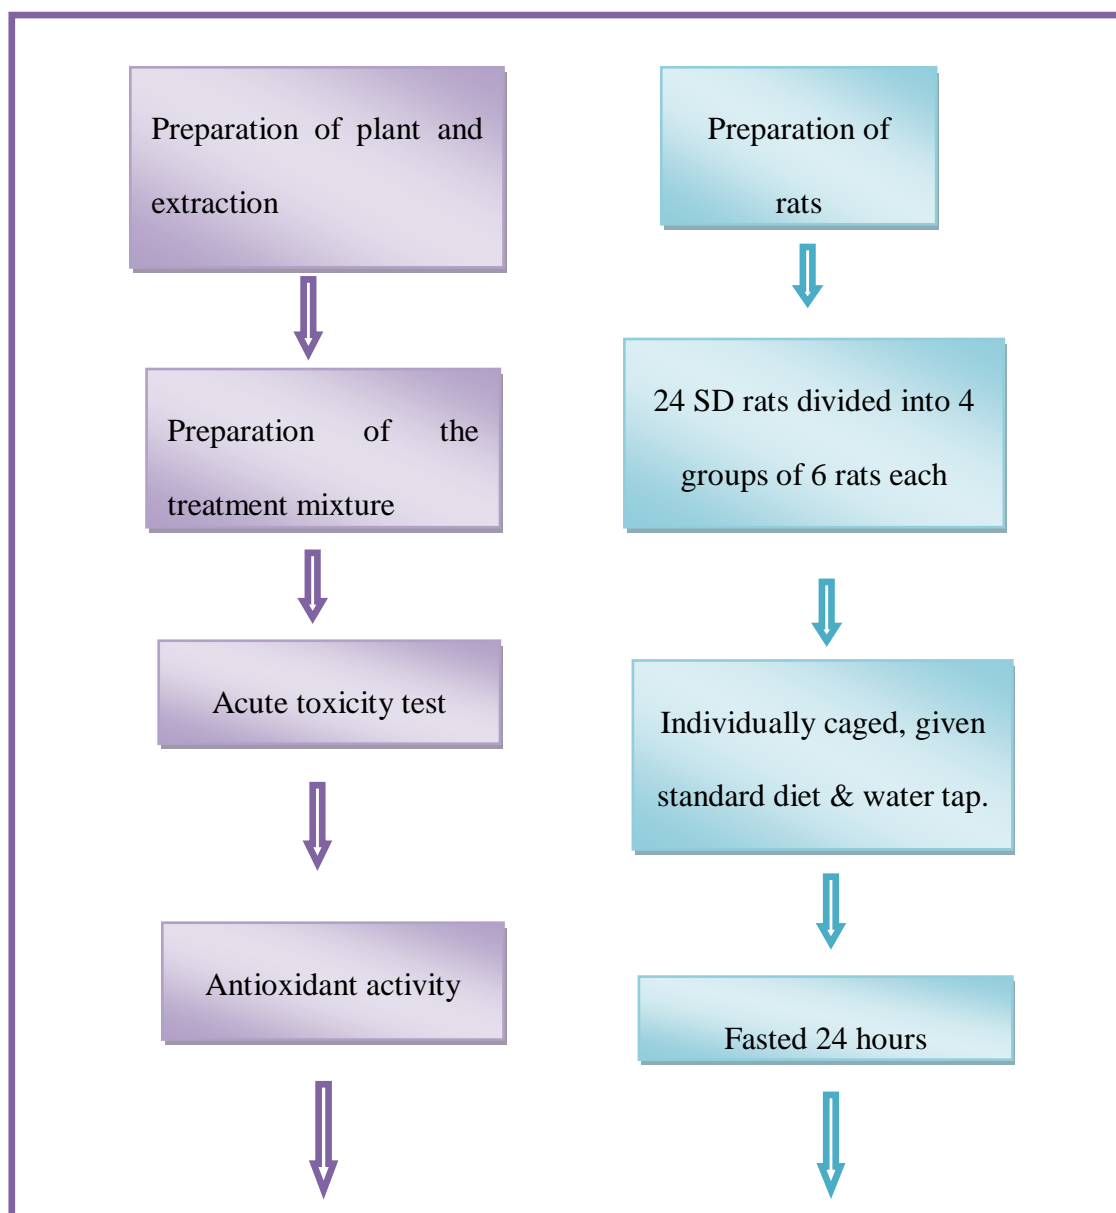 Preparation of plant and
extraction
Preparation of the
treatment mixture
Acute toxicity test
Antioxidant activity
Preparation of
rats
24 SD rats divided into 4
groups of 6 rats each
Individually caged, given
standard diet & water tap.
Fasted 24 hours